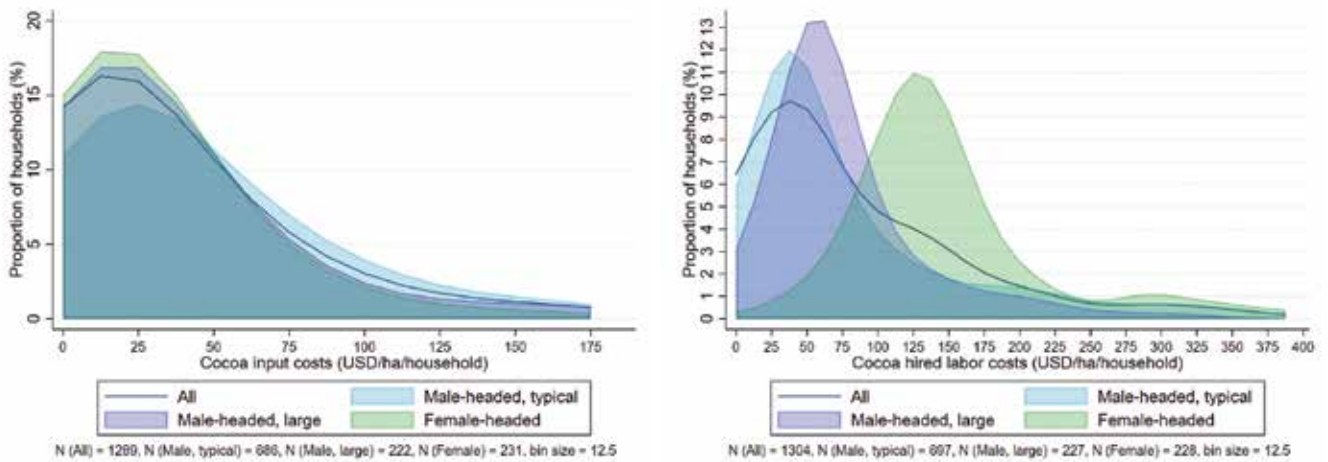 Proportion of households (%)
20
15
10
5
0
0 25 50 75 100 125 150 175
Cocoa input costs (USD/ha/household)
All
Male-headed, typical
Male-headed, large
Female-headed
N (All) = 1289, N (Male, typical) = 686, N (Male, large) = 222, N (Female) = 231, bin size = 12.5
Proportion of households (%)
13
12
11
10
9
8
7
6
5
4
3
2
1
0
0 25 50 75 100 125 150 175 200 225 250 275 300 325 350 375 400
Cocoa hired labor costs (USD/ha/household)
All
Male-headed, typical
Male-headed, large
Female-headed
N (All) = 1304, N (Male, typical) = 697, N (Male, large) = 227, N (Female) = 228, bin size = 12.5